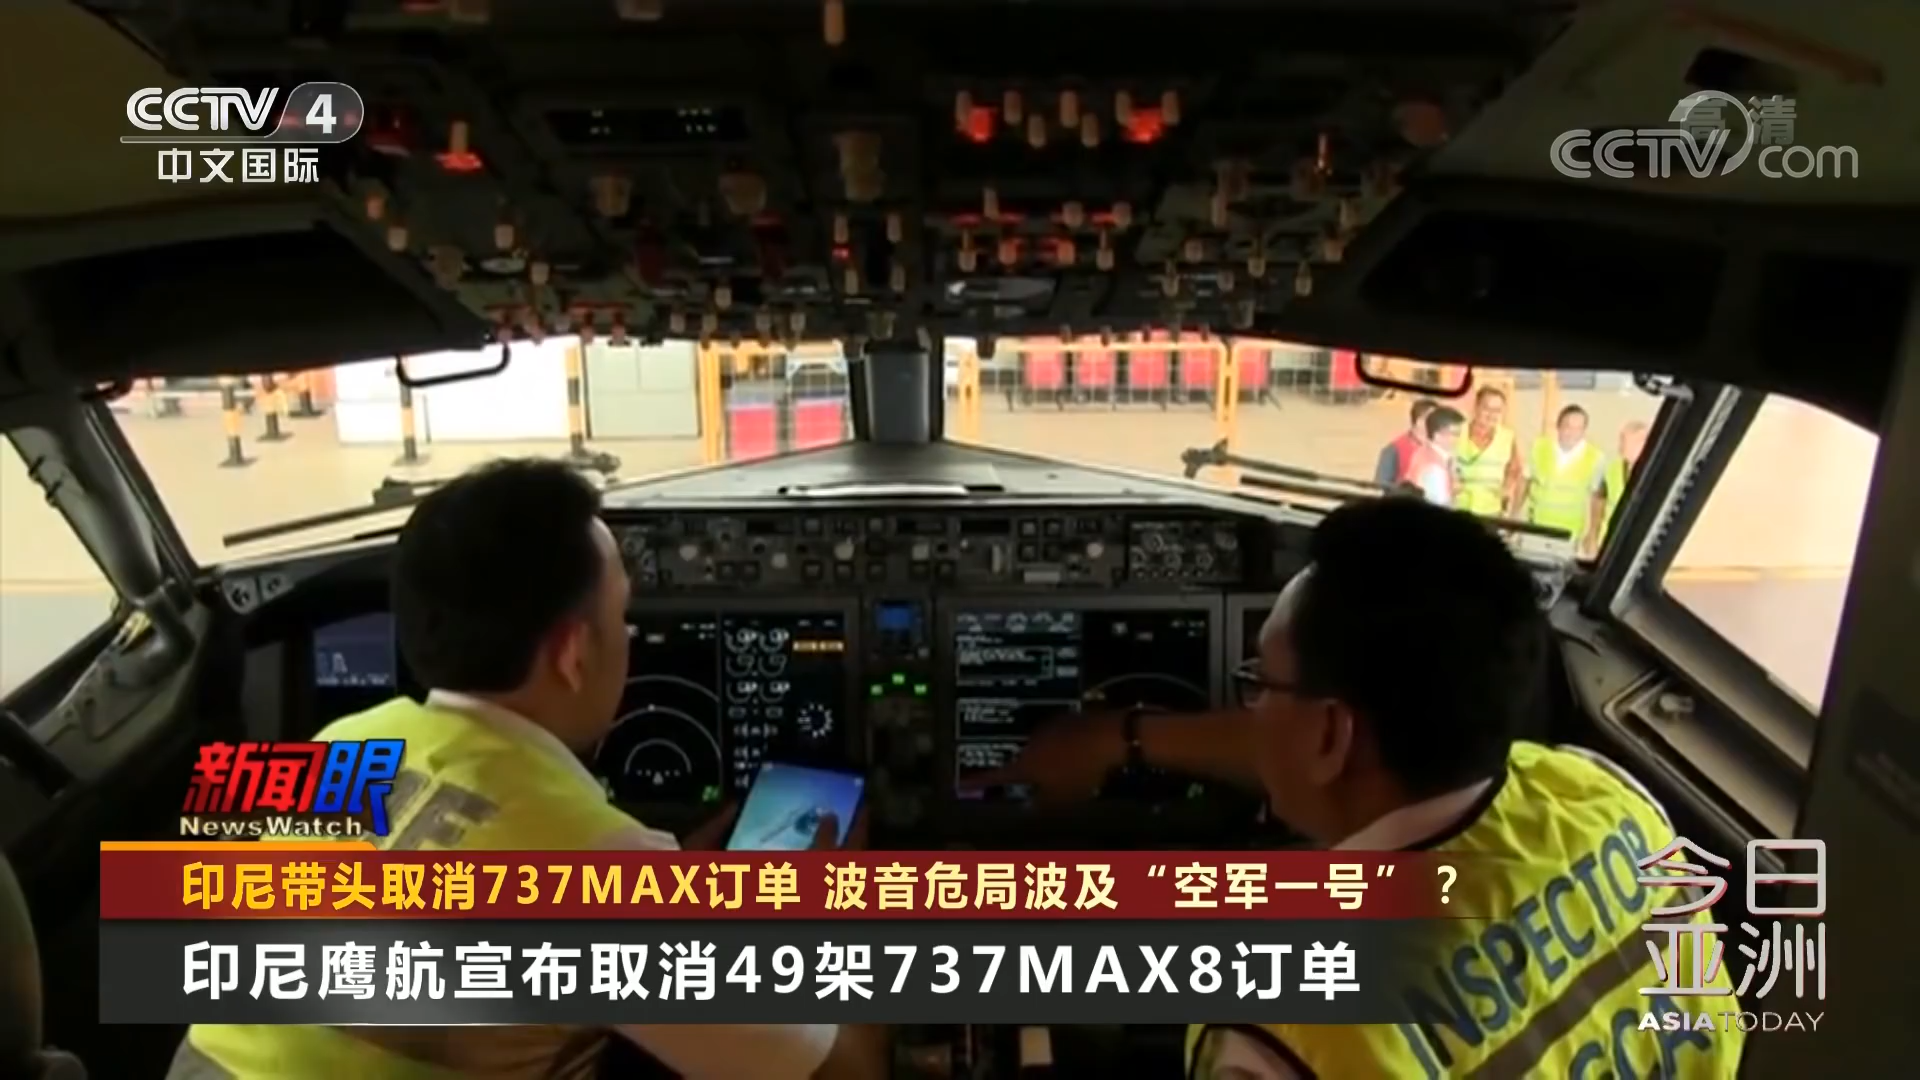 CCTV 4
中文国际
高清
CCTV.com
新闻眼
NewsWatch
印尼带头取消737MAX订单 波音危局波及“空军一号”？
印尼鹰航宣布取消49架737MAX8订单
INSPECTOR
今日
亚洲
ASIA TODAY